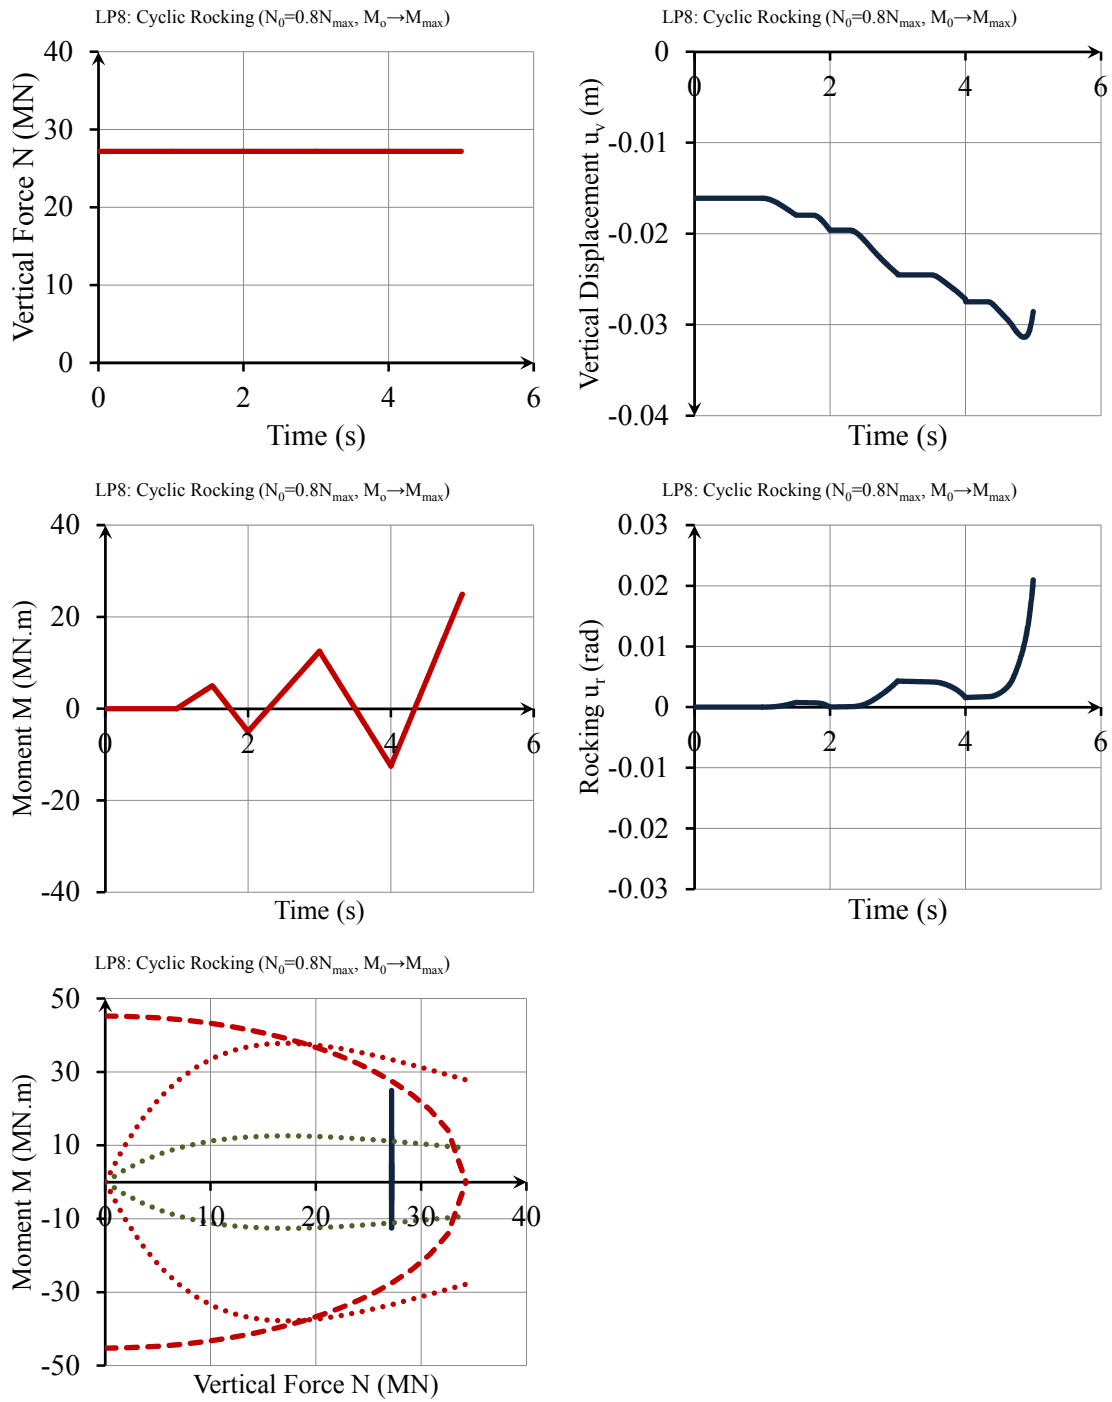 LP8: Cyclic Rocking (N0=0.8Nmax, Mo→Mmax)
40
30
20
10
0
0 2 4 6
Vertical Force N (MN)
Time (s)
LP8: Cyclic Rocking (N0=0.8Nmax, M0→Mmax)
0
-0.01
-0.02
-0.03
-0.04
0 2 4 6
Vertical Displacement uv (m)
Time (s)
LP8: Cyclic Rocking (N0=0.8Nmax, Mo→Mmax)
40
20
0
-20
-40
0 2 4 6
Moment M (MN.m)
Time (s)
LP8: Cyclic Rocking (N0=0.8Nmax, M0→Mmax)
0.03
0.02
0.01
0
-0.01
-0.02
-0.03
0 2 4 6
Rocking ur (rad)
Time (s)
LP8: Cyclic Rocking (N0=0.8Nmax, M0→Mmax)
50
30
10
-10
-30
-50
0 10 20 30 40
Moment M (MN.m)
Vertical Force N (MN)